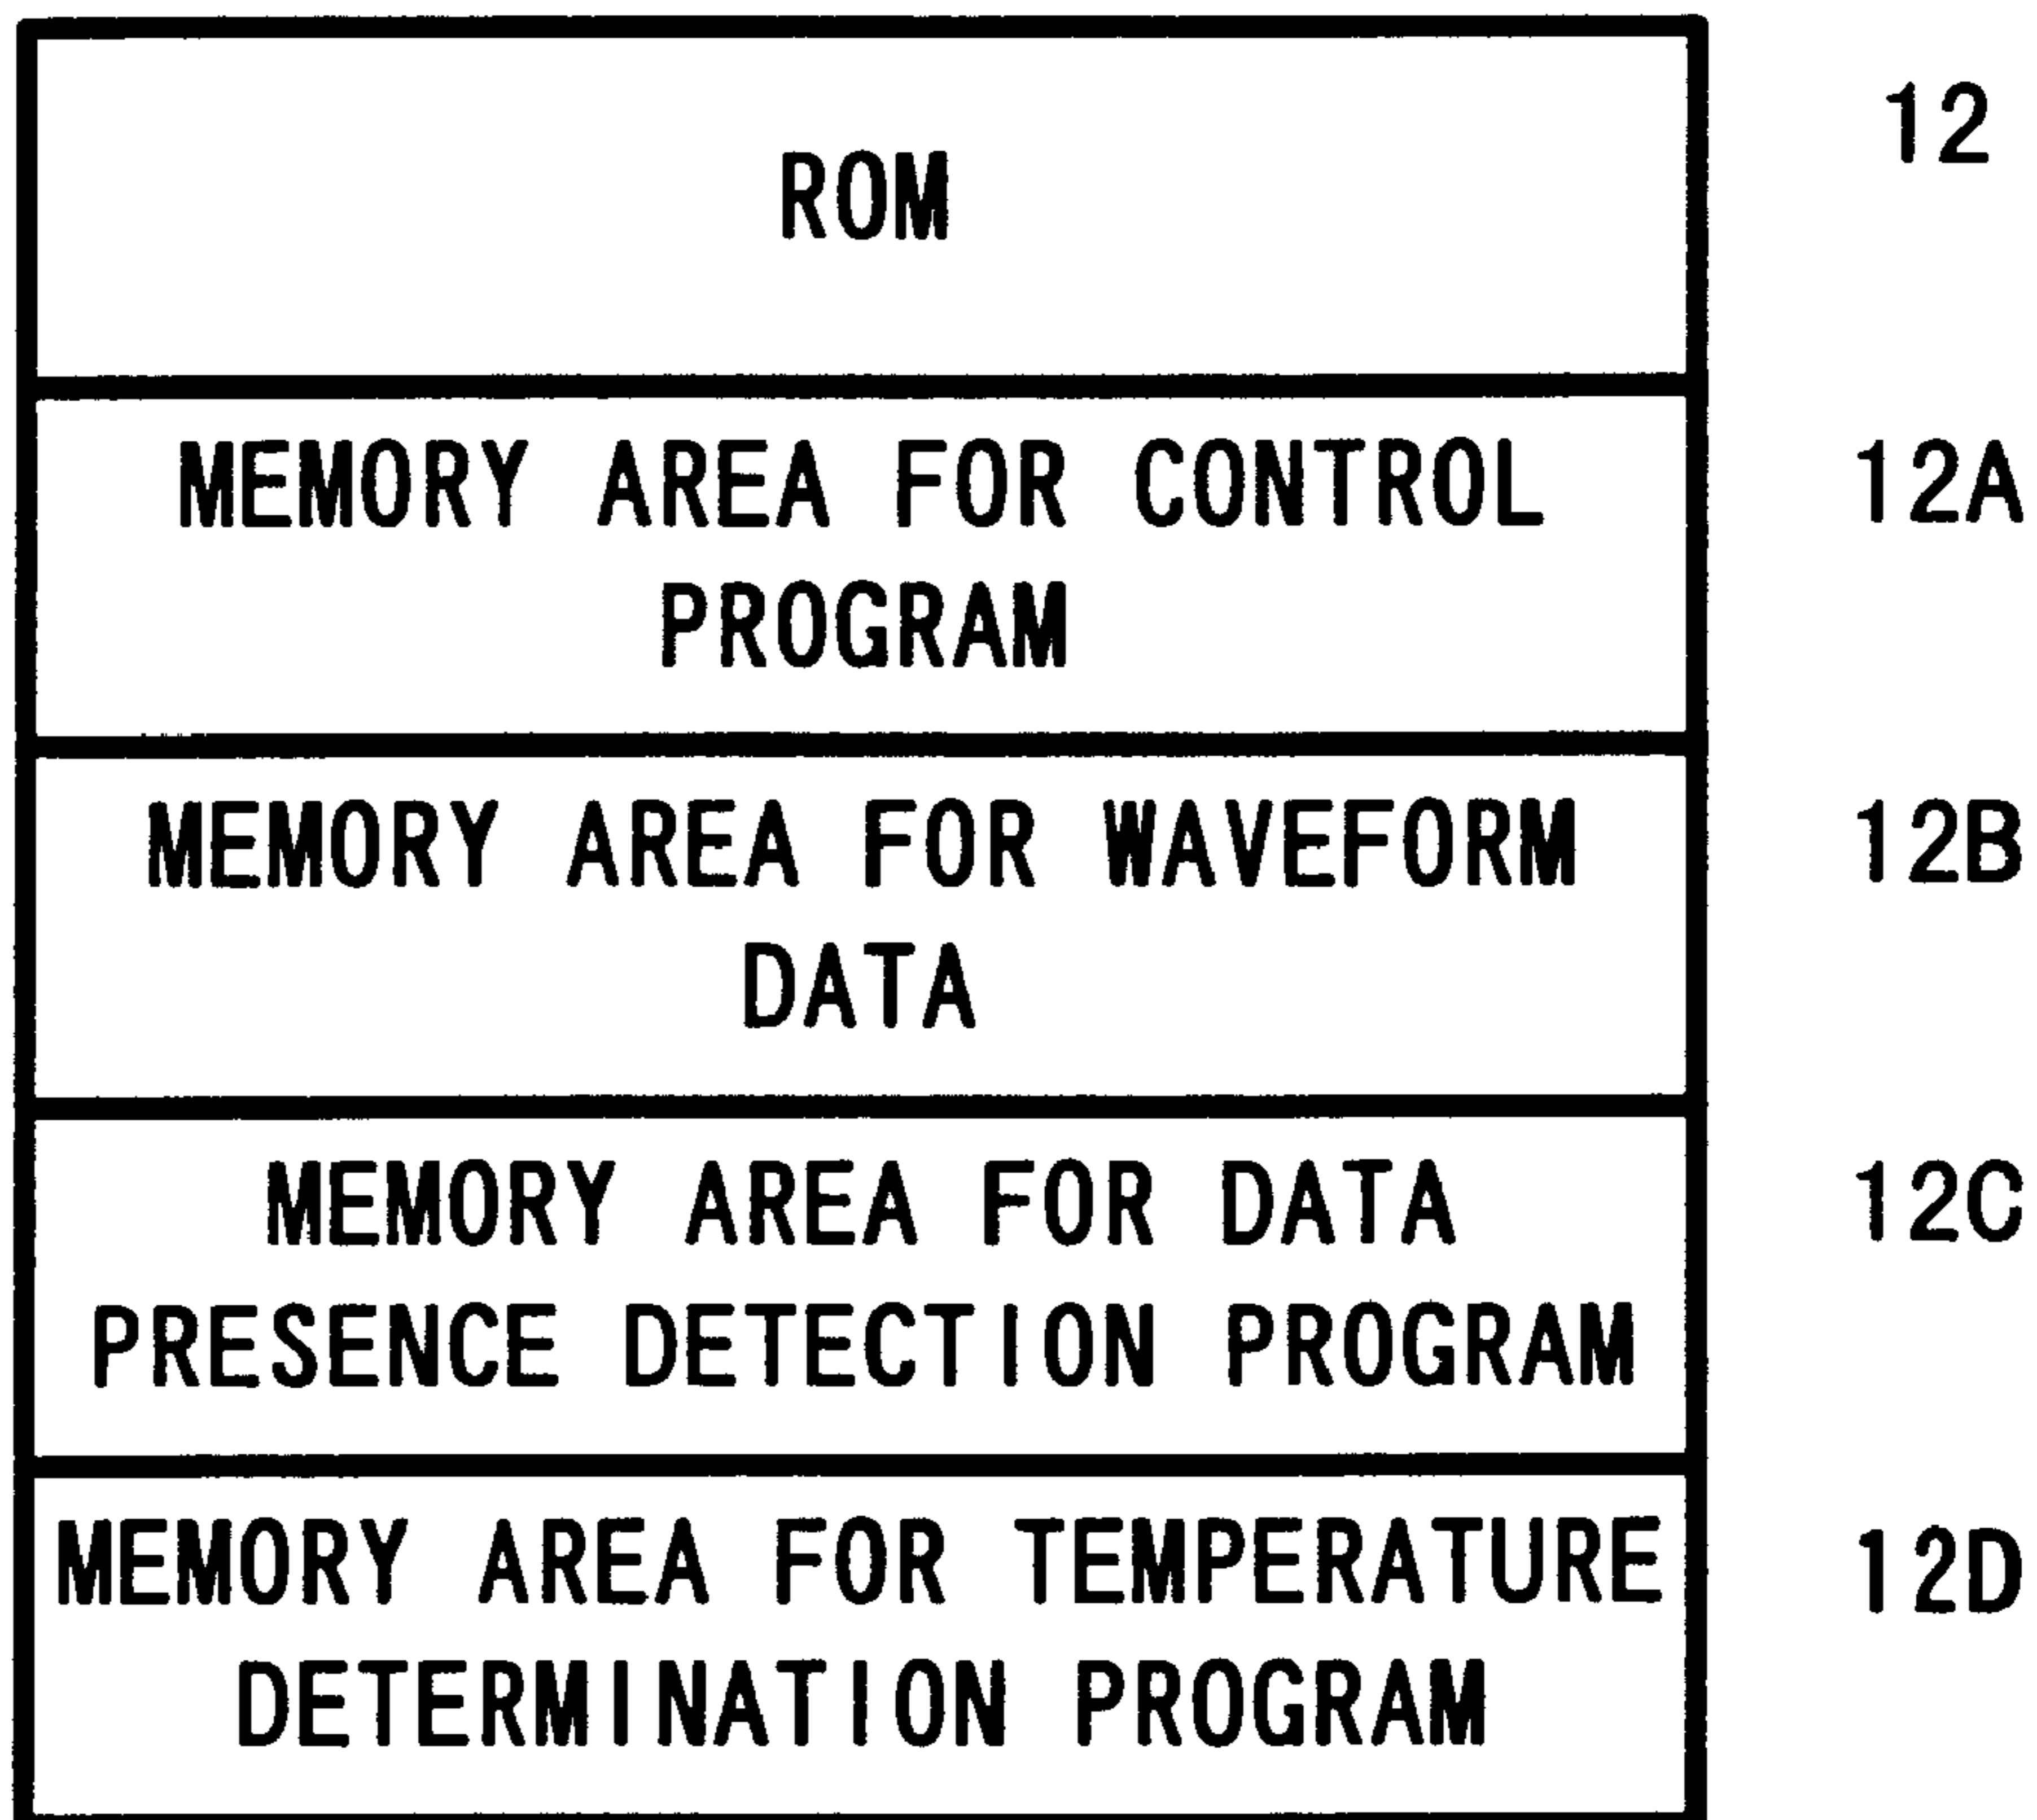 ROM 12
MEMORY AREA FOR CONTROL 12A
PROGRAM
MEMORY AREA FOR WAVEFORM 12B
DATA
MEMORY AREA FOR DATA 12C
PRESENCE DETECTION PROGRAM
MEMORY AREA FOR TEMPERATURE 12D
DETERMINATION PROGRAM